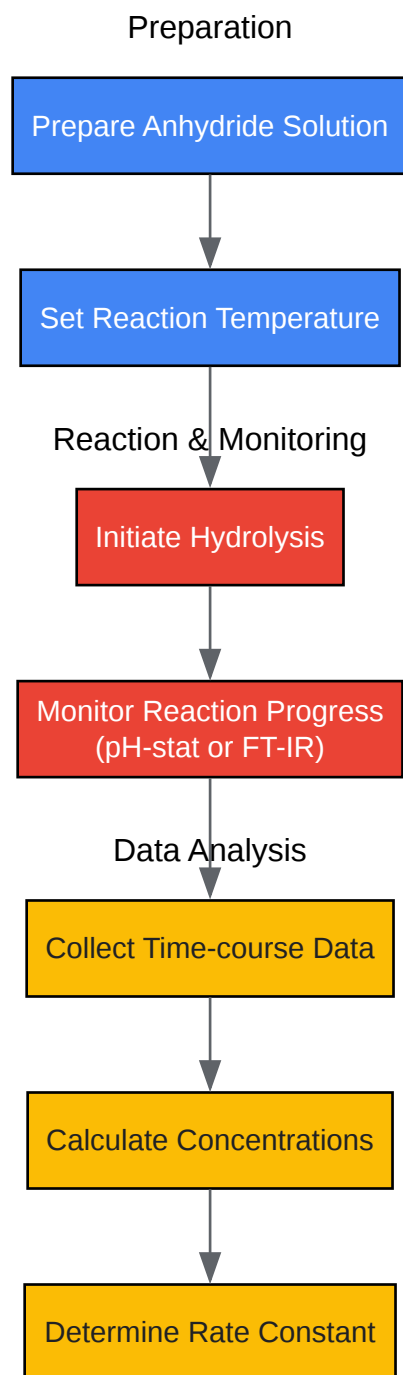 Preparation
Prepare Anhydride Solution
Set Reaction Temperature
Reaction & Monitoring
Initiate Hydrolysis
Monitor Reaction Progress
(pH-stat or FT-IR)
Data Analysis
Collect Time-course Data
Calculate Concentrations
Determine Rate Constant